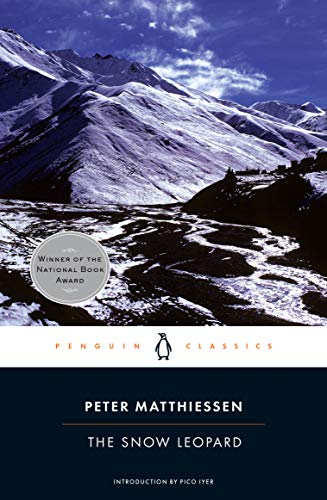 WINNER OF THE
NATIONAL BOOK
AWARD
PENGUIN CLASSICS
PETER MATTHIESSEN
THE SNOW LEOPARD
INTRODUCTION BY PICO IYER